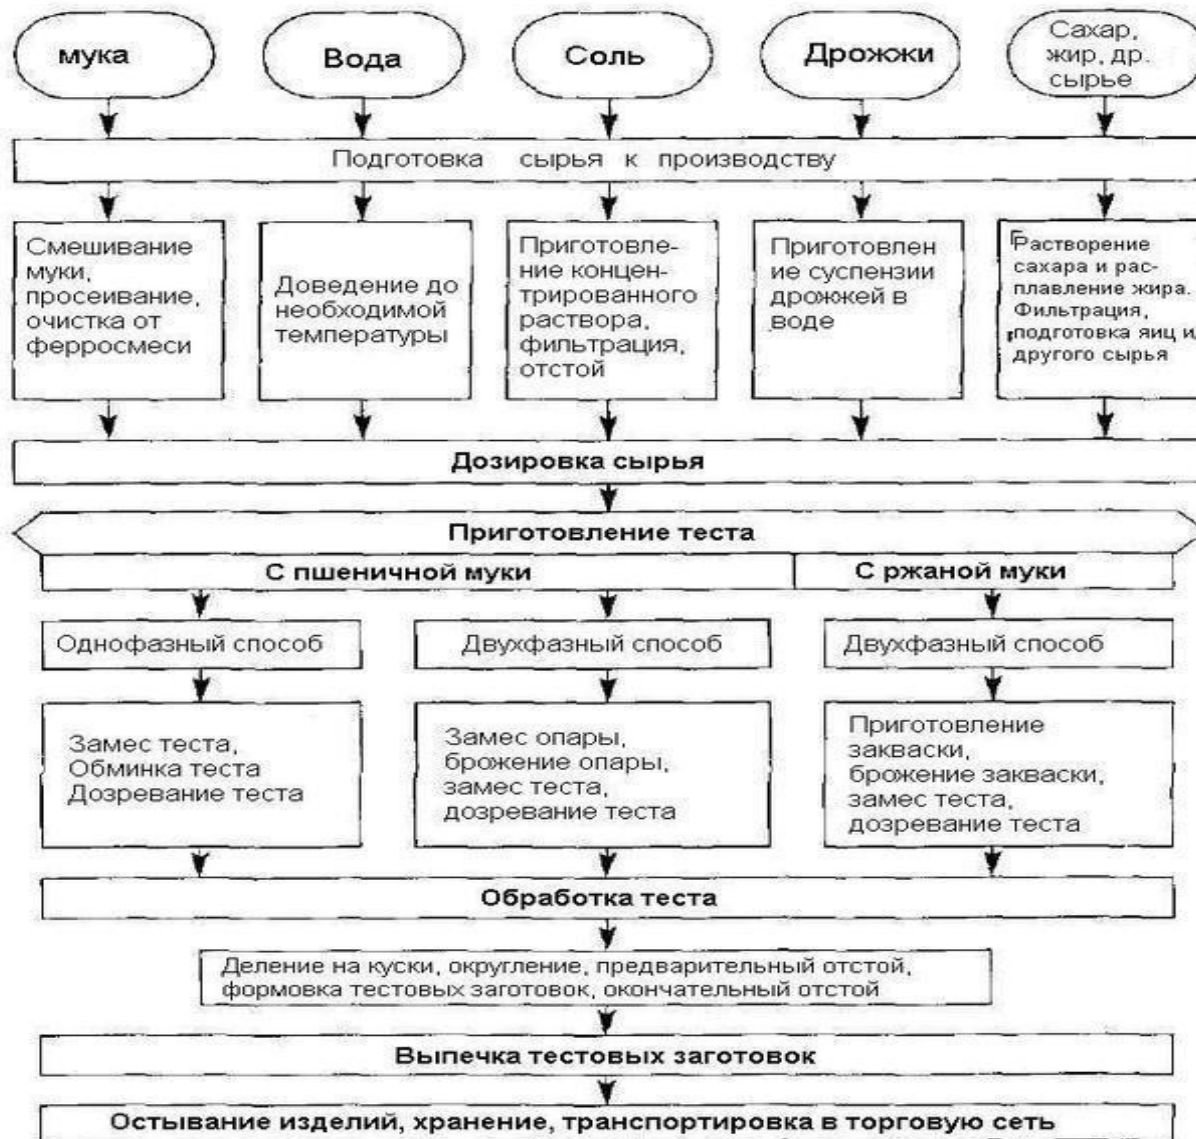 мука
Вода
Соль
Дрожжи
Сахар,
жир, др.
сырье
Подготовка сырья к производству
Смешивание
муки,
просеивание,
очистка от
ферросмеси
Доведение до
необходимой
температуры
Приготовле-
ние концен-
трированного
раствора,
фильтрация,
отстой
Приготовлен
ие суспензии
дрожжей в
воде
Растворение
сахара и рас-
плавление жира.
Фильтрация,
подготовка яиц и
другого сырья
Дозировка сырья
Приготовление теста
С пшеничной муки
С ржаной муки
Однофазный способ
Двухфазный способ
Двухфазный способ
Замес теста,
Обминка теста
Дозревание теста
Замес опары,
брожение опары,
замес теста,
дозревание теста
Приготовление
закваски,
брожение закваски,
замес теста,
дозревание теста
Обработка теста
Деление на куски, округление, предварительный отстой,
формовка тестовых заготовок, окончательный отстой
Выпечка тестовых заготовок
Остывание изделий, хранение, транспортировка в торговую сеть